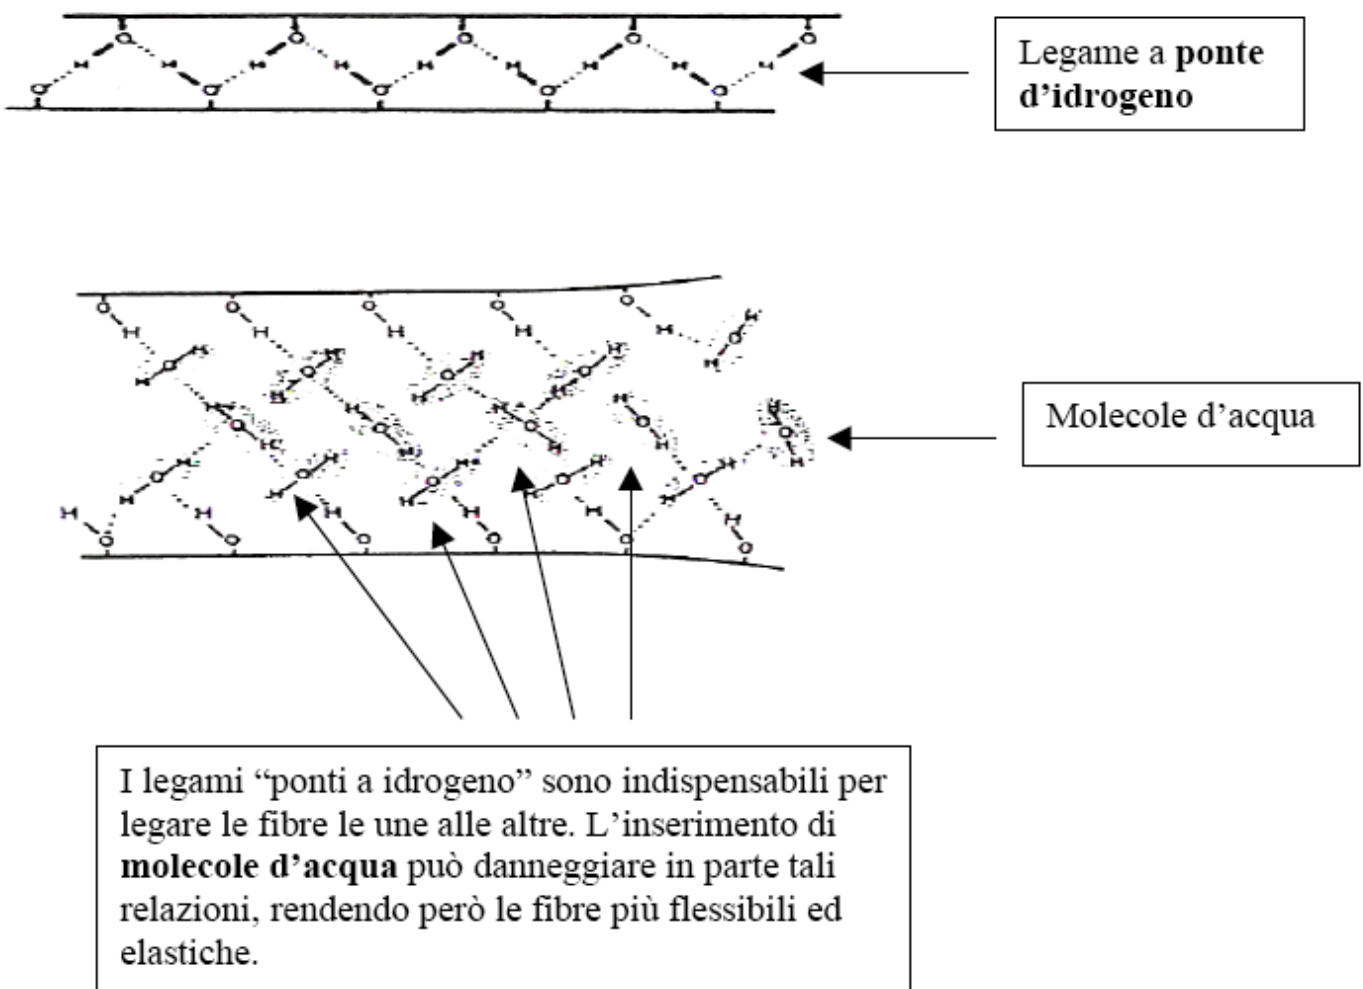 Legame a ponte
d’idrogeno
Molecole d’acqua
I legami “ponti a idrogeno” sono indispensabili per
legare le fibre le une alle altre. L’inserimento di
molecole d’acqua può danneggiare in parte tali
relazioni, rendendo però le fibre più flessibili ed
elastiche.